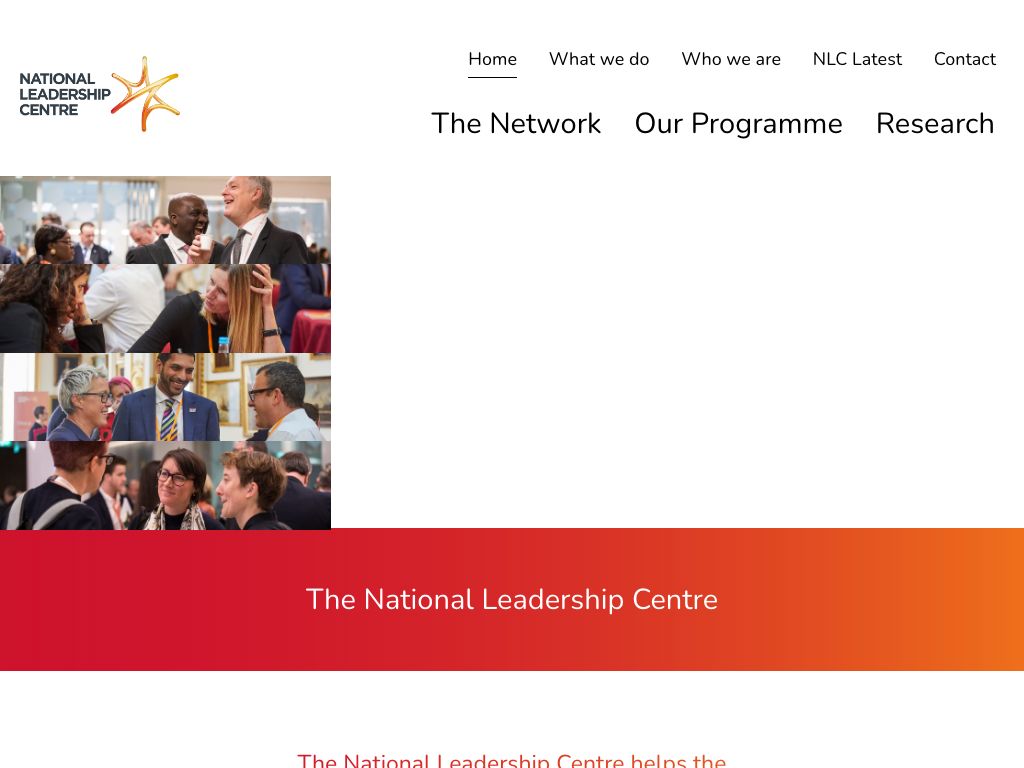 NATIONAL
LEADERSHIP
CENTRE
Home What we do Who we are NLC Latest Contact
The Network Our Programme Research
The National Leadership Centre
The National Leadership Centre helps the